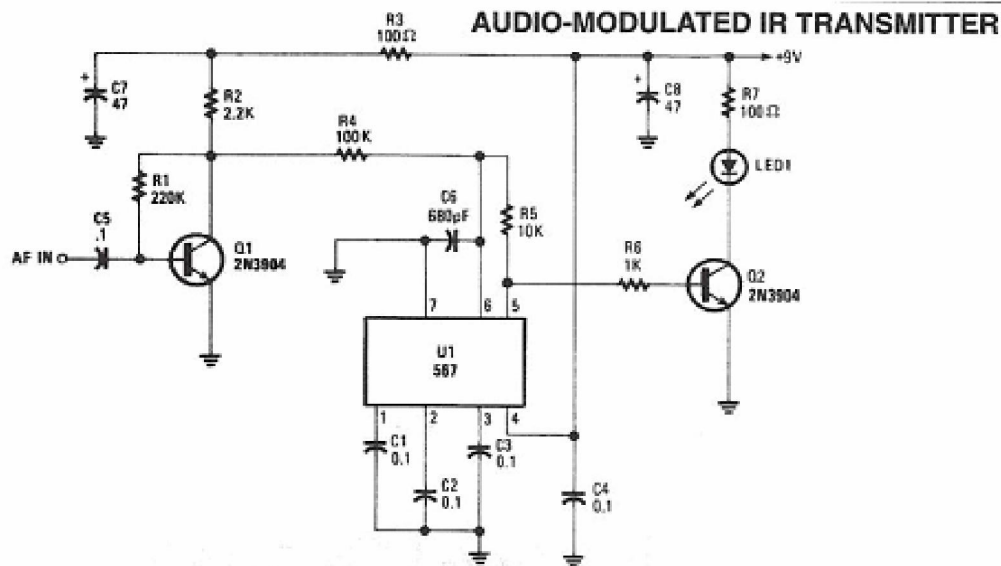 AUDIO-MODULATED IR TRANSMITTER
R3
100Ω
+9V
+
C7
47
R2
2.2K
+
C8
47
R7
100Ω
R4
100K
LED1
R1
220K
C5
.1
C6
680pF
R5
10K
AF IN
Q1
2N3904
R6
1K
Q2
2N3904
7
6
5
U1
567
1
2
3
4
C1
0.1
C3
0.1
C2
0.1
C4
0.1